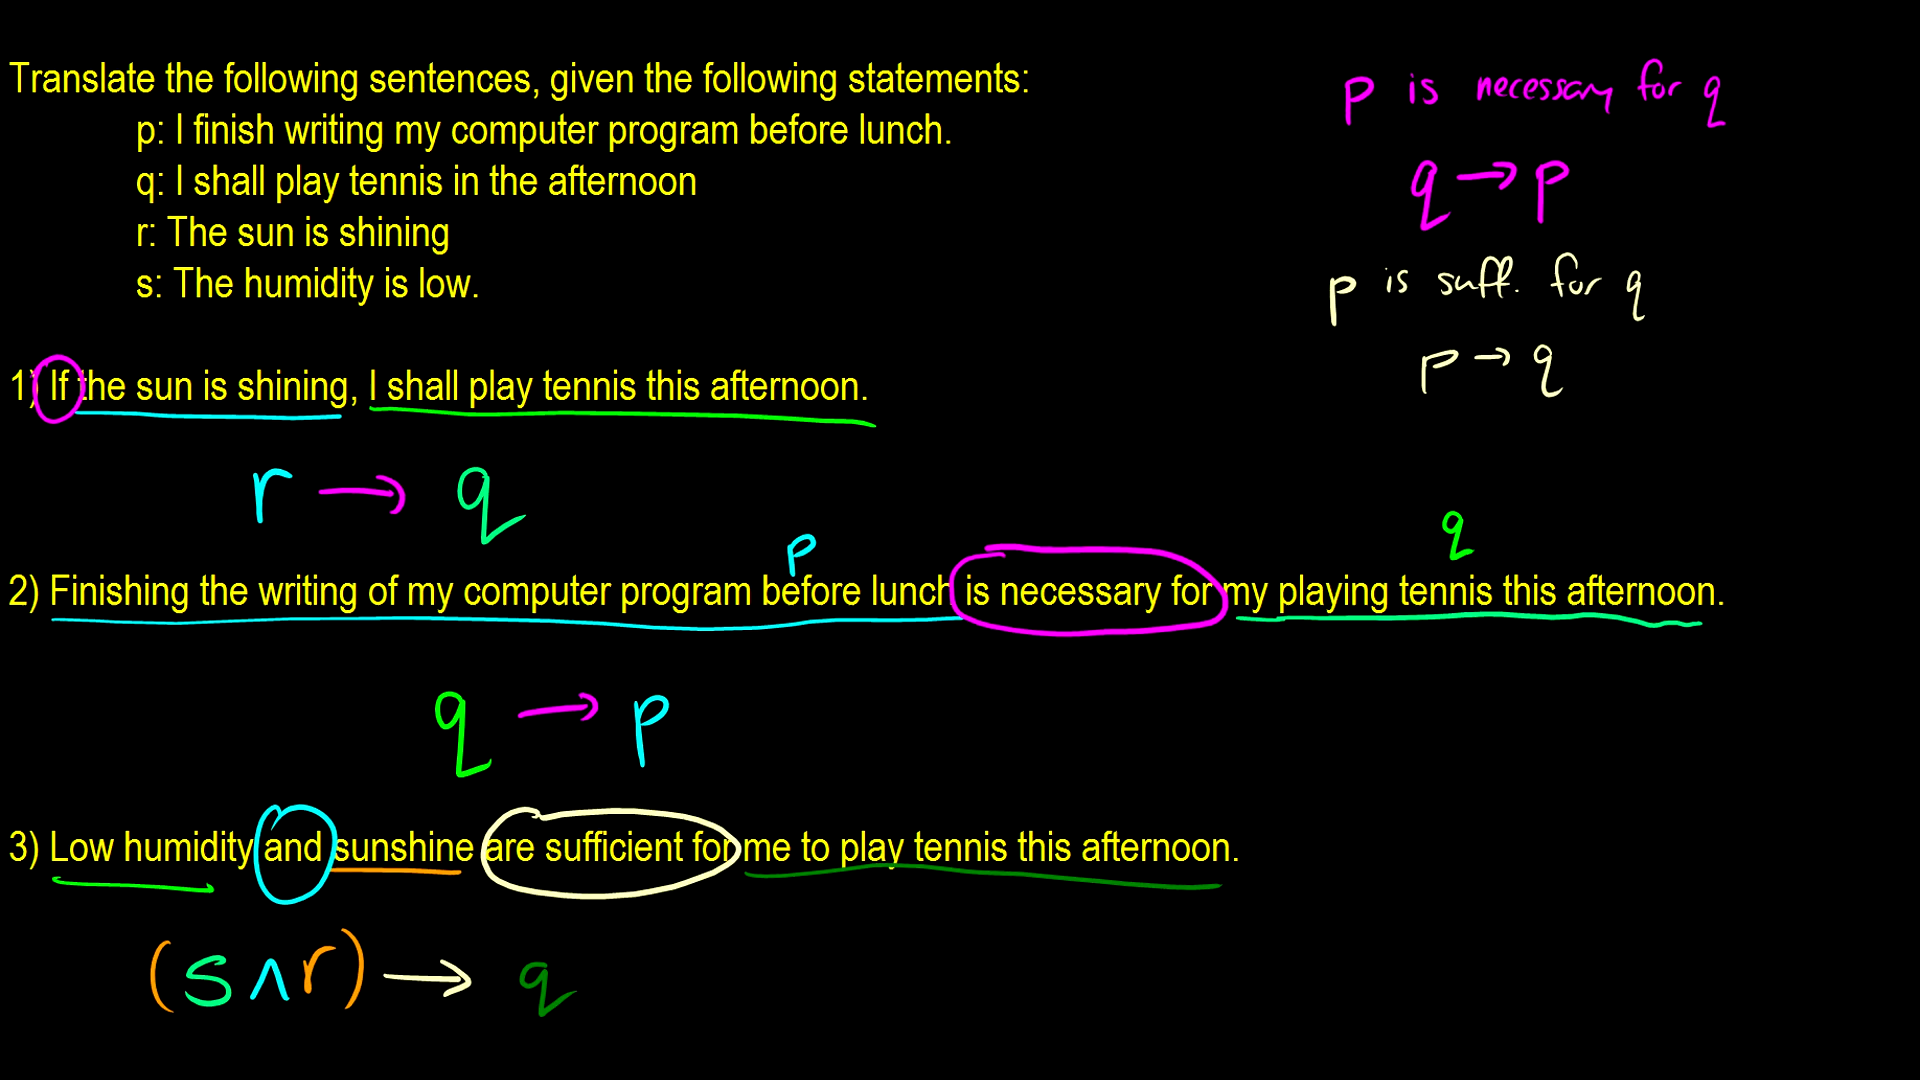 Translate the following sentences, given the following statements:
p: I finish writing my computer program before lunch.
q: I shall play tennis in the afternoon
r: The sun is shining
s: The humidity is low.
p is necessary for q
q → p
p is suff. for q
p → q
1) If the sun is shining, I shall play tennis this afternoon.
r → q
p
q
2) Finishing the writing of my computer program before lunch is necessary for my playing tennis this afternoon.
q → p
3) Low humidity and sunshine are sufficient for me to play tennis this afternoon.
(s ∧ r) → q